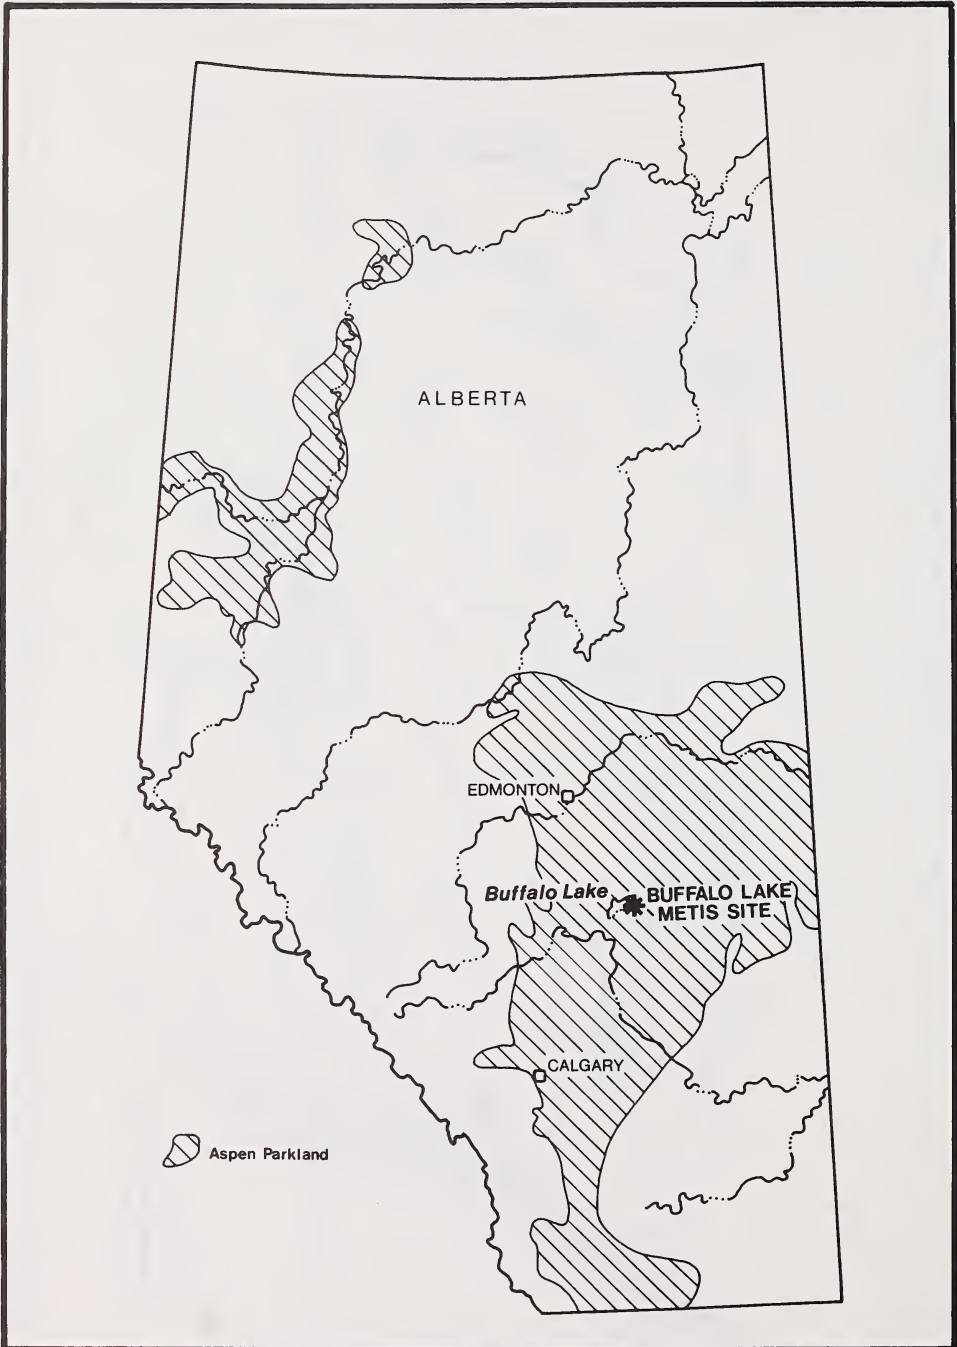 ALBERTA
EDMONTON
Buffalo Lake
BUFFALO LAKE
METIS SITE
CALGARY
Aspen Parkland